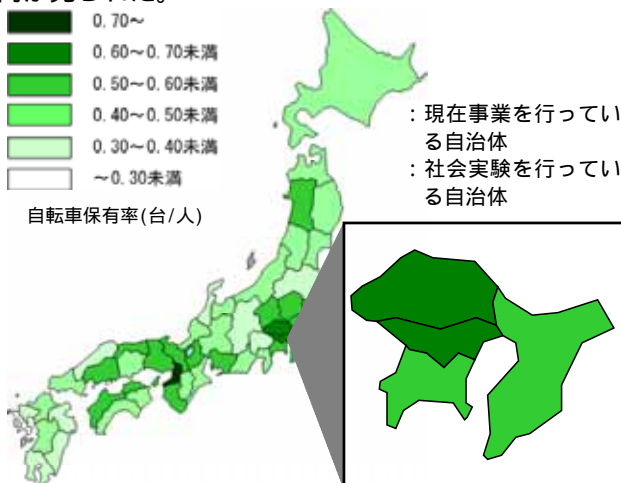 0.70~
0.60~0.70未満
0.50~0.60未満
0.40~0.50未満
0.30~0.40未満
~0.30未満
自転車保有率(台/人)
：現在事業を行ってい
る自治体
：社会実験を行ってい
る自治体